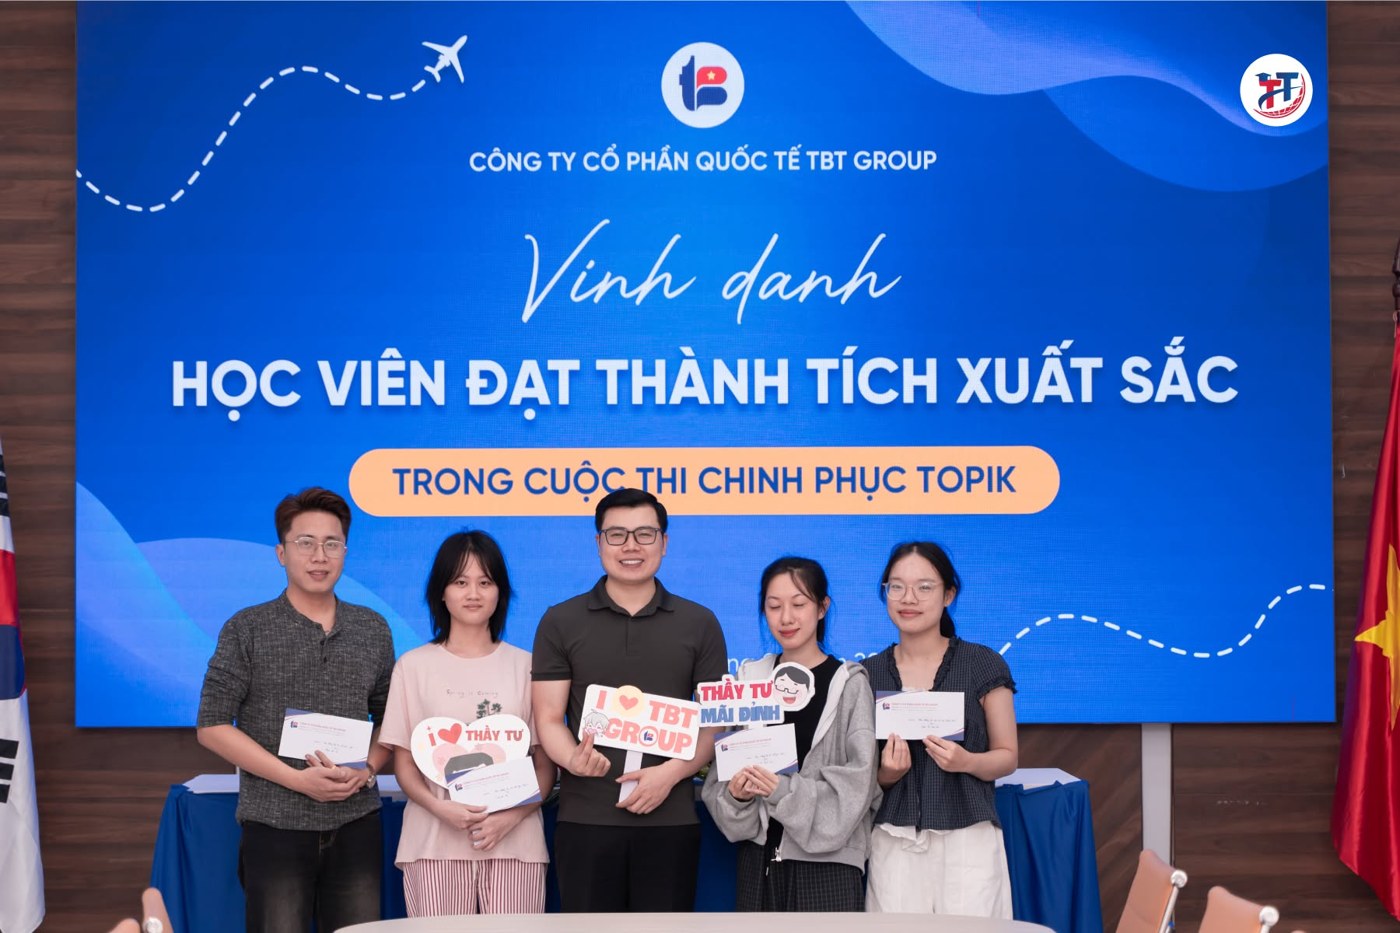 CÔNG TY CỔ PHẦN QUỐC TẾ TBT GROUP
Vinh danh
HỌC VIÊN ĐẠT THÀNH TÍCH XUẤT SẮC
TRONG CUỘC THI CHINH PHỤC TOPIK
I ❤ TBT
GROUP
THẦY TƯ
MÃI ĐỈNH
i ❤ THẦY TƯ